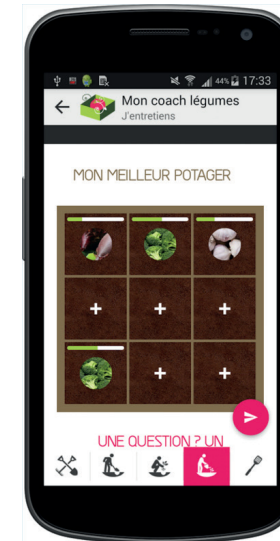 44% 17:33
Mon coach légumes
J'entretiens
MON MEILLEUR POTAGER
+ + +
+ +
UNE QUESTION ? UN